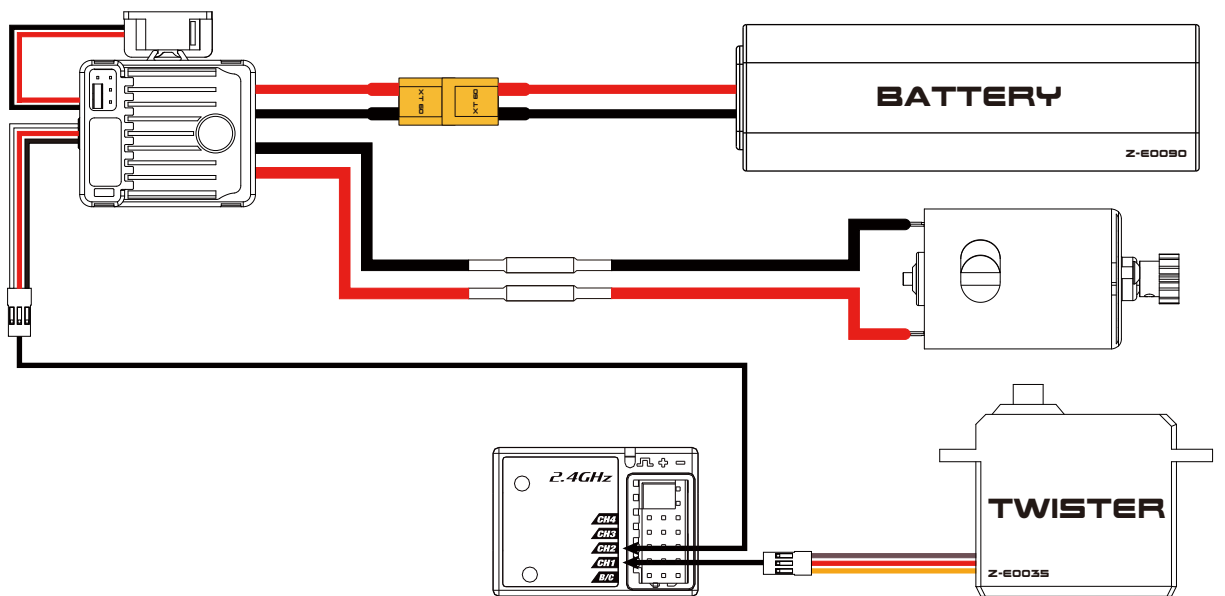 XT60
XT60
BATTERY
Z-E0090
2.4GHz
+ -
CH4
CH3
CH2
CH1
B/C
TWISTER
Z-E0035